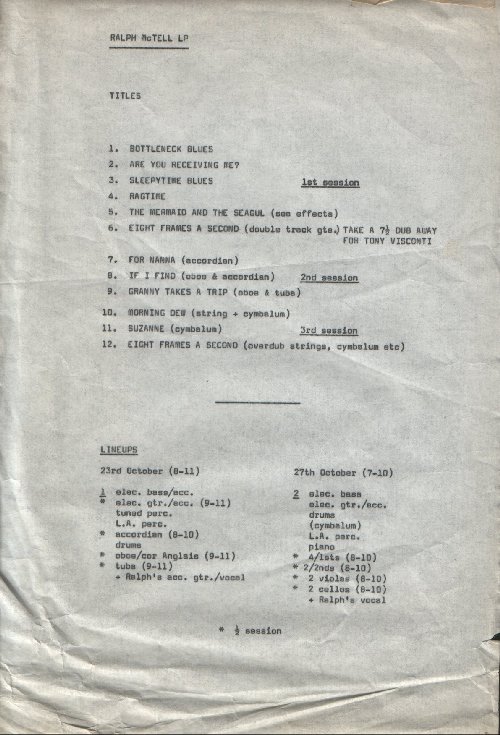 RALPH McTELL LP
TITLES
1. BOTTLENECK BLUES
2. ARE YOU RECEIVING ME?
3. SLEEPYTIME BLUES 1st session
4. RAGTIME
5. THE MERMAID AND THE SEAGUL (see effects)
6. EIGHT FRAMES A SECOND (double track gts.) TAKE A 7½ DUB AWAY
FOR TONY VISCONTI
7. FOR NANNA (accordian)
8. IF I FIND (oboe & accordian) 2nd session
9. GRANNY TAKES A TRIP (oboe & tuba)
10. MORNING DEW (string + cymbalum)
11. SUZANNE (cymbalum) 3rd session
12. EIGHT FRAMES A SECOND (overdub strings, cymbalum etc)
LINEUPS
23rd October (8-11)
1 elec. bass/acc.
* elec. gtr./acc. (9-11)
tuned perc.
L.A. perc.
* accordian (8-10)
drums
* oboe/cor Anglais (9-11)
* tuba (9-11)
+ Ralph's acc. gtr./vocal
27th October (7-10)
2 elec. bass
elec. gtr./acc.
drums
(cymbalum)
L.A. perc.
piano
* 4/1sts (8-10)
* 2/2nds (8-10)
* 2 violas (8-10)
* 2 cellos (8-10)
+ Ralph's vocal
* ½ session